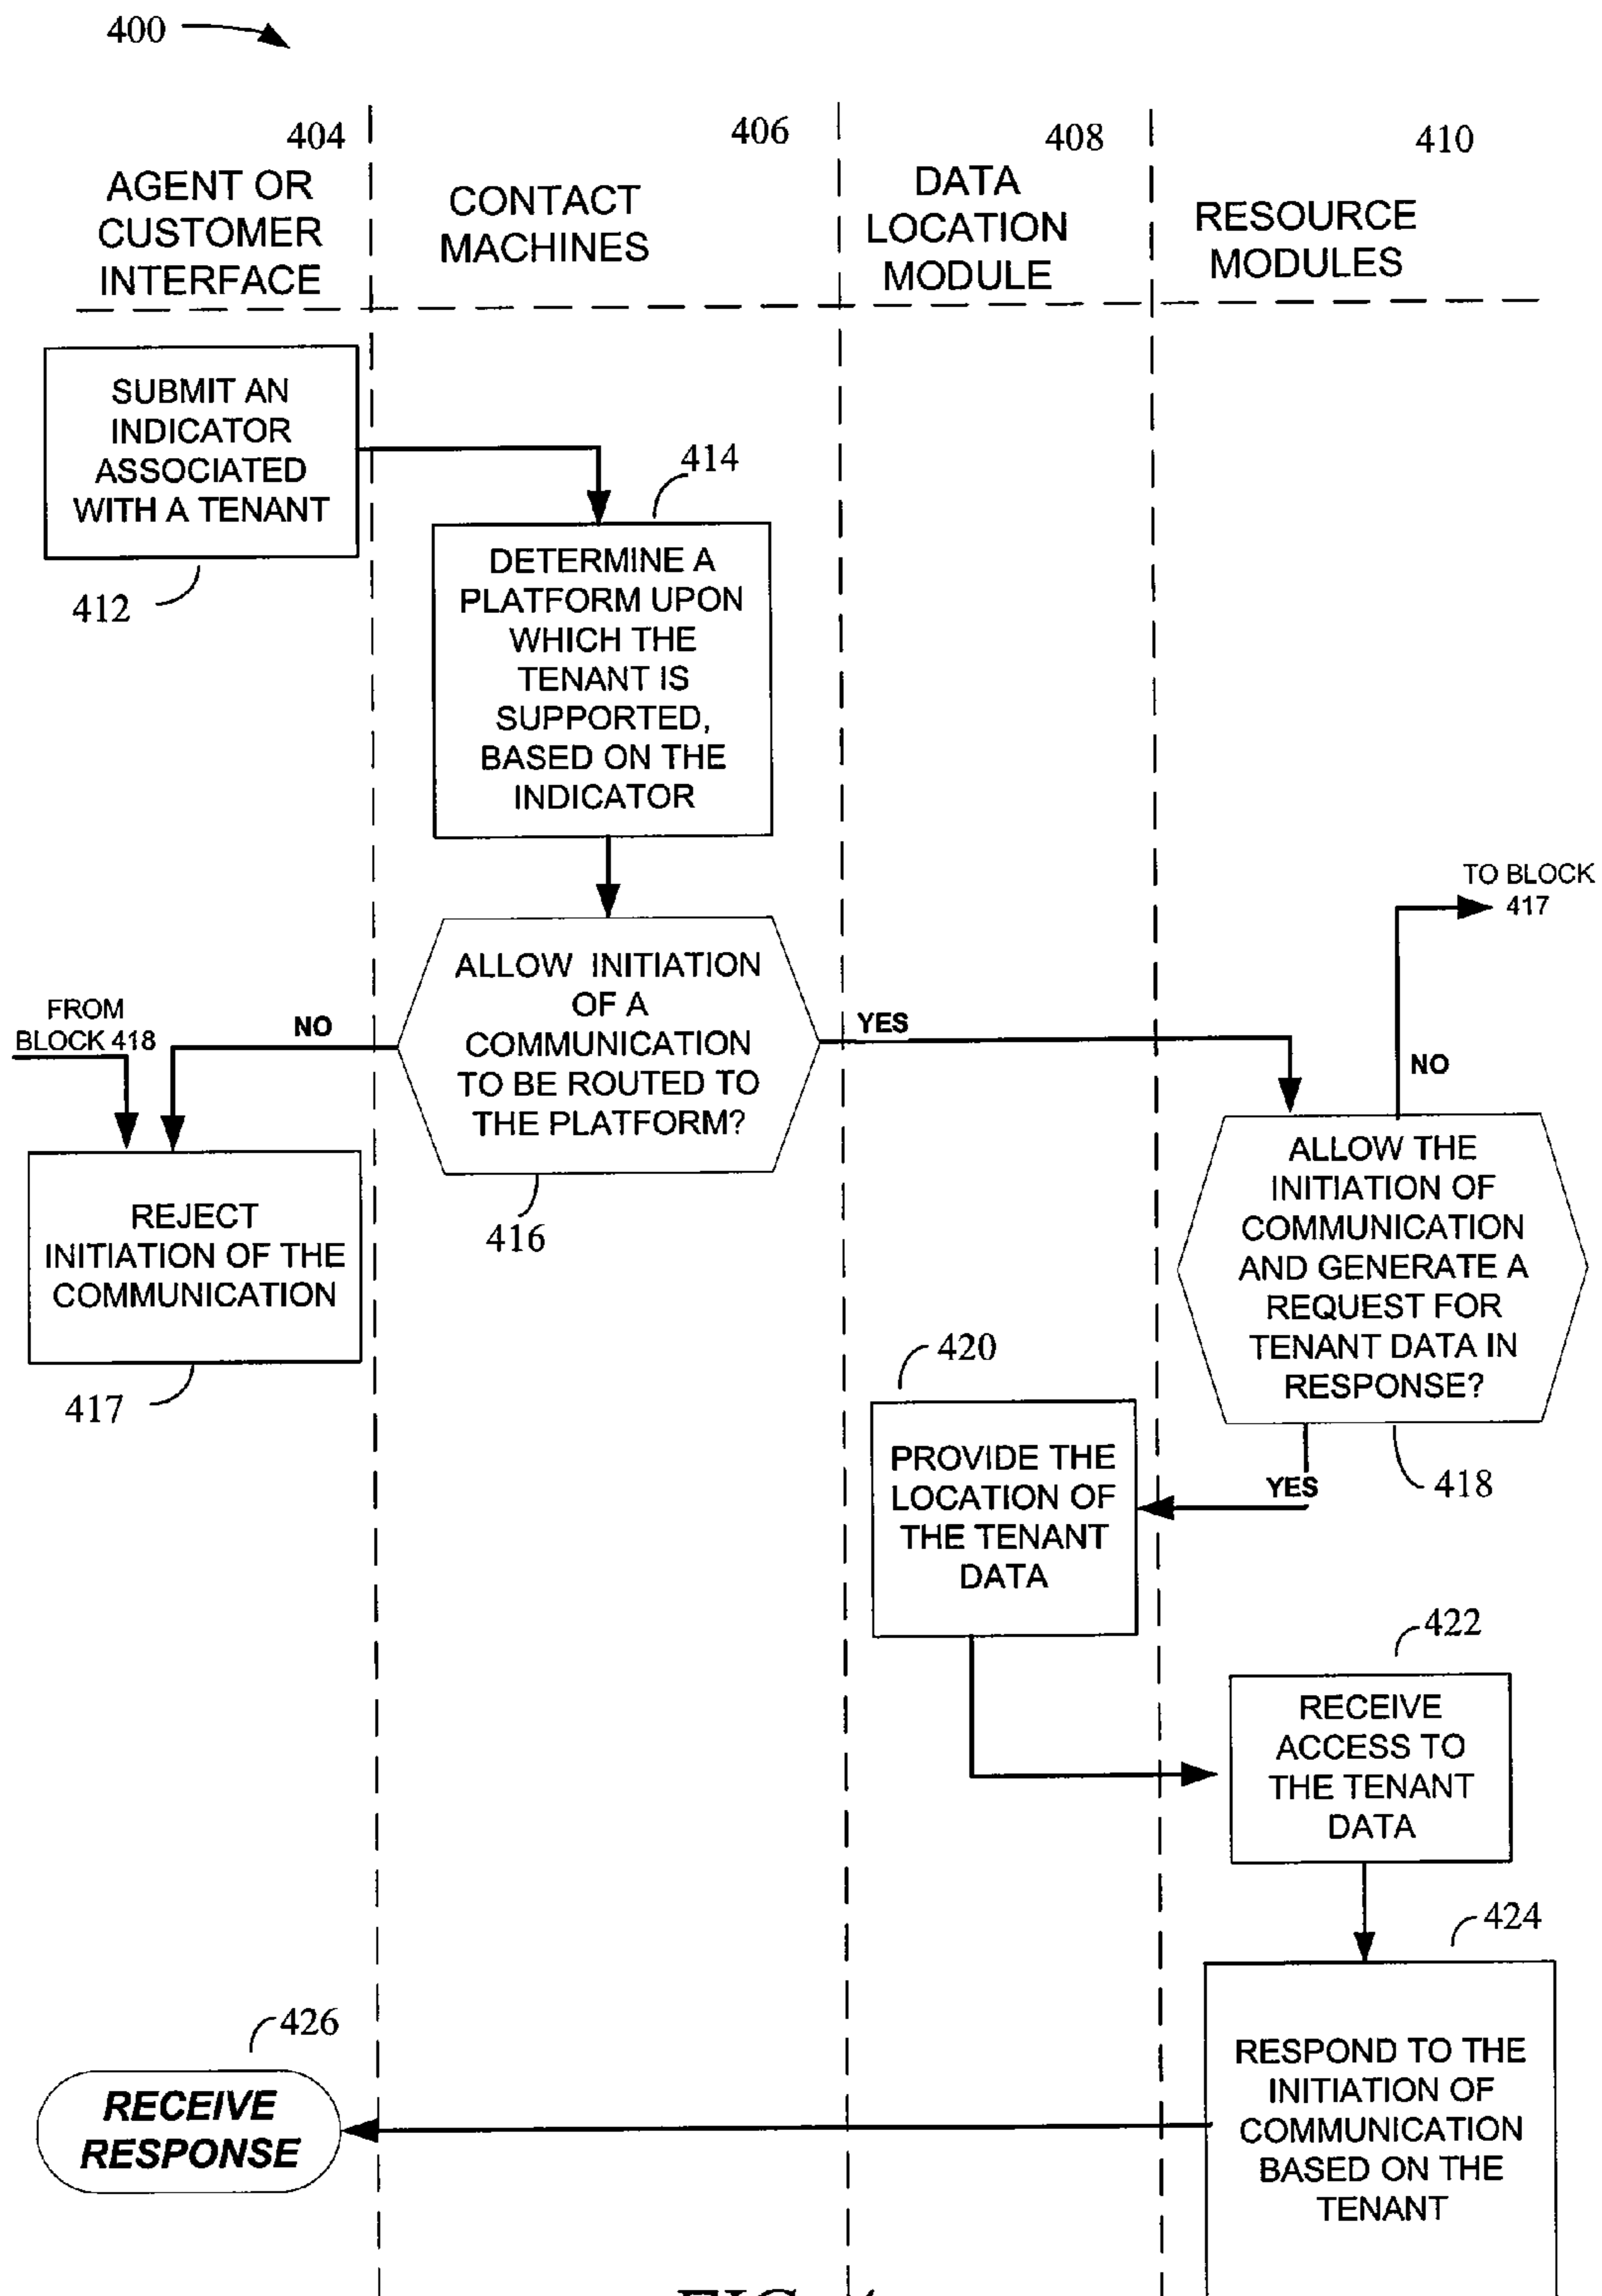 400
404
AGENT OR
CUSTOMER
INTERFACE
406
CONTACT
MACHINES
408
DATA
LOCATION
MODULE
410
RESOURCE
MODULES
SUBMIT AN
INDICATOR
ASSOCIATED
WITH A TENANT
412
414
DETERMINE A
PLATFORM UPON
WHICH THE
TENANT IS
SUPPORTED,
BASED ON THE
INDICATOR
TO BLOCK
417
ALLOW INITIATION
OF A
COMMUNICATION
TO BE ROUTED TO
THE PLATFORM?
416
FROM
BLOCK 418
NO
YES
NO
REJECT
INITIATION OF THE
COMMUNICATION
417
ALLOW THE
INITIATION OF
COMMUNICATION
AND GENERATE A
REQUEST FOR
TENANT DATA IN
RESPONSE?
418
YES
420
PROVIDE THE
LOCATION OF
THE TENANT
DATA
422
RECEIVE
ACCESS TO
THE TENANT
DATA
424
RESPOND TO THE
INITIATION OF
COMMUNICATION
BASED ON THE
TENANT
426
RECEIVE
RESPONSE